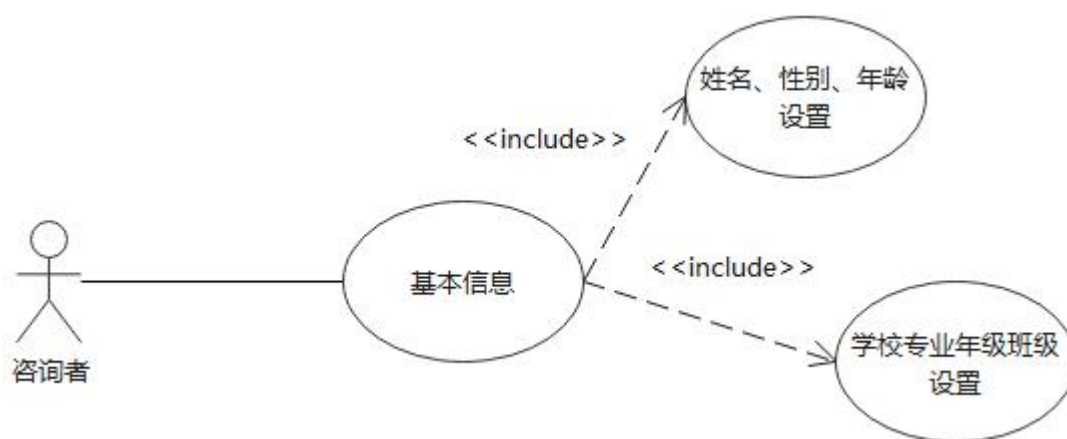 姓名、性别、年龄
设置
<<include>>
基本信息
<<include>>
学校专业年级班级
设置
咨询者